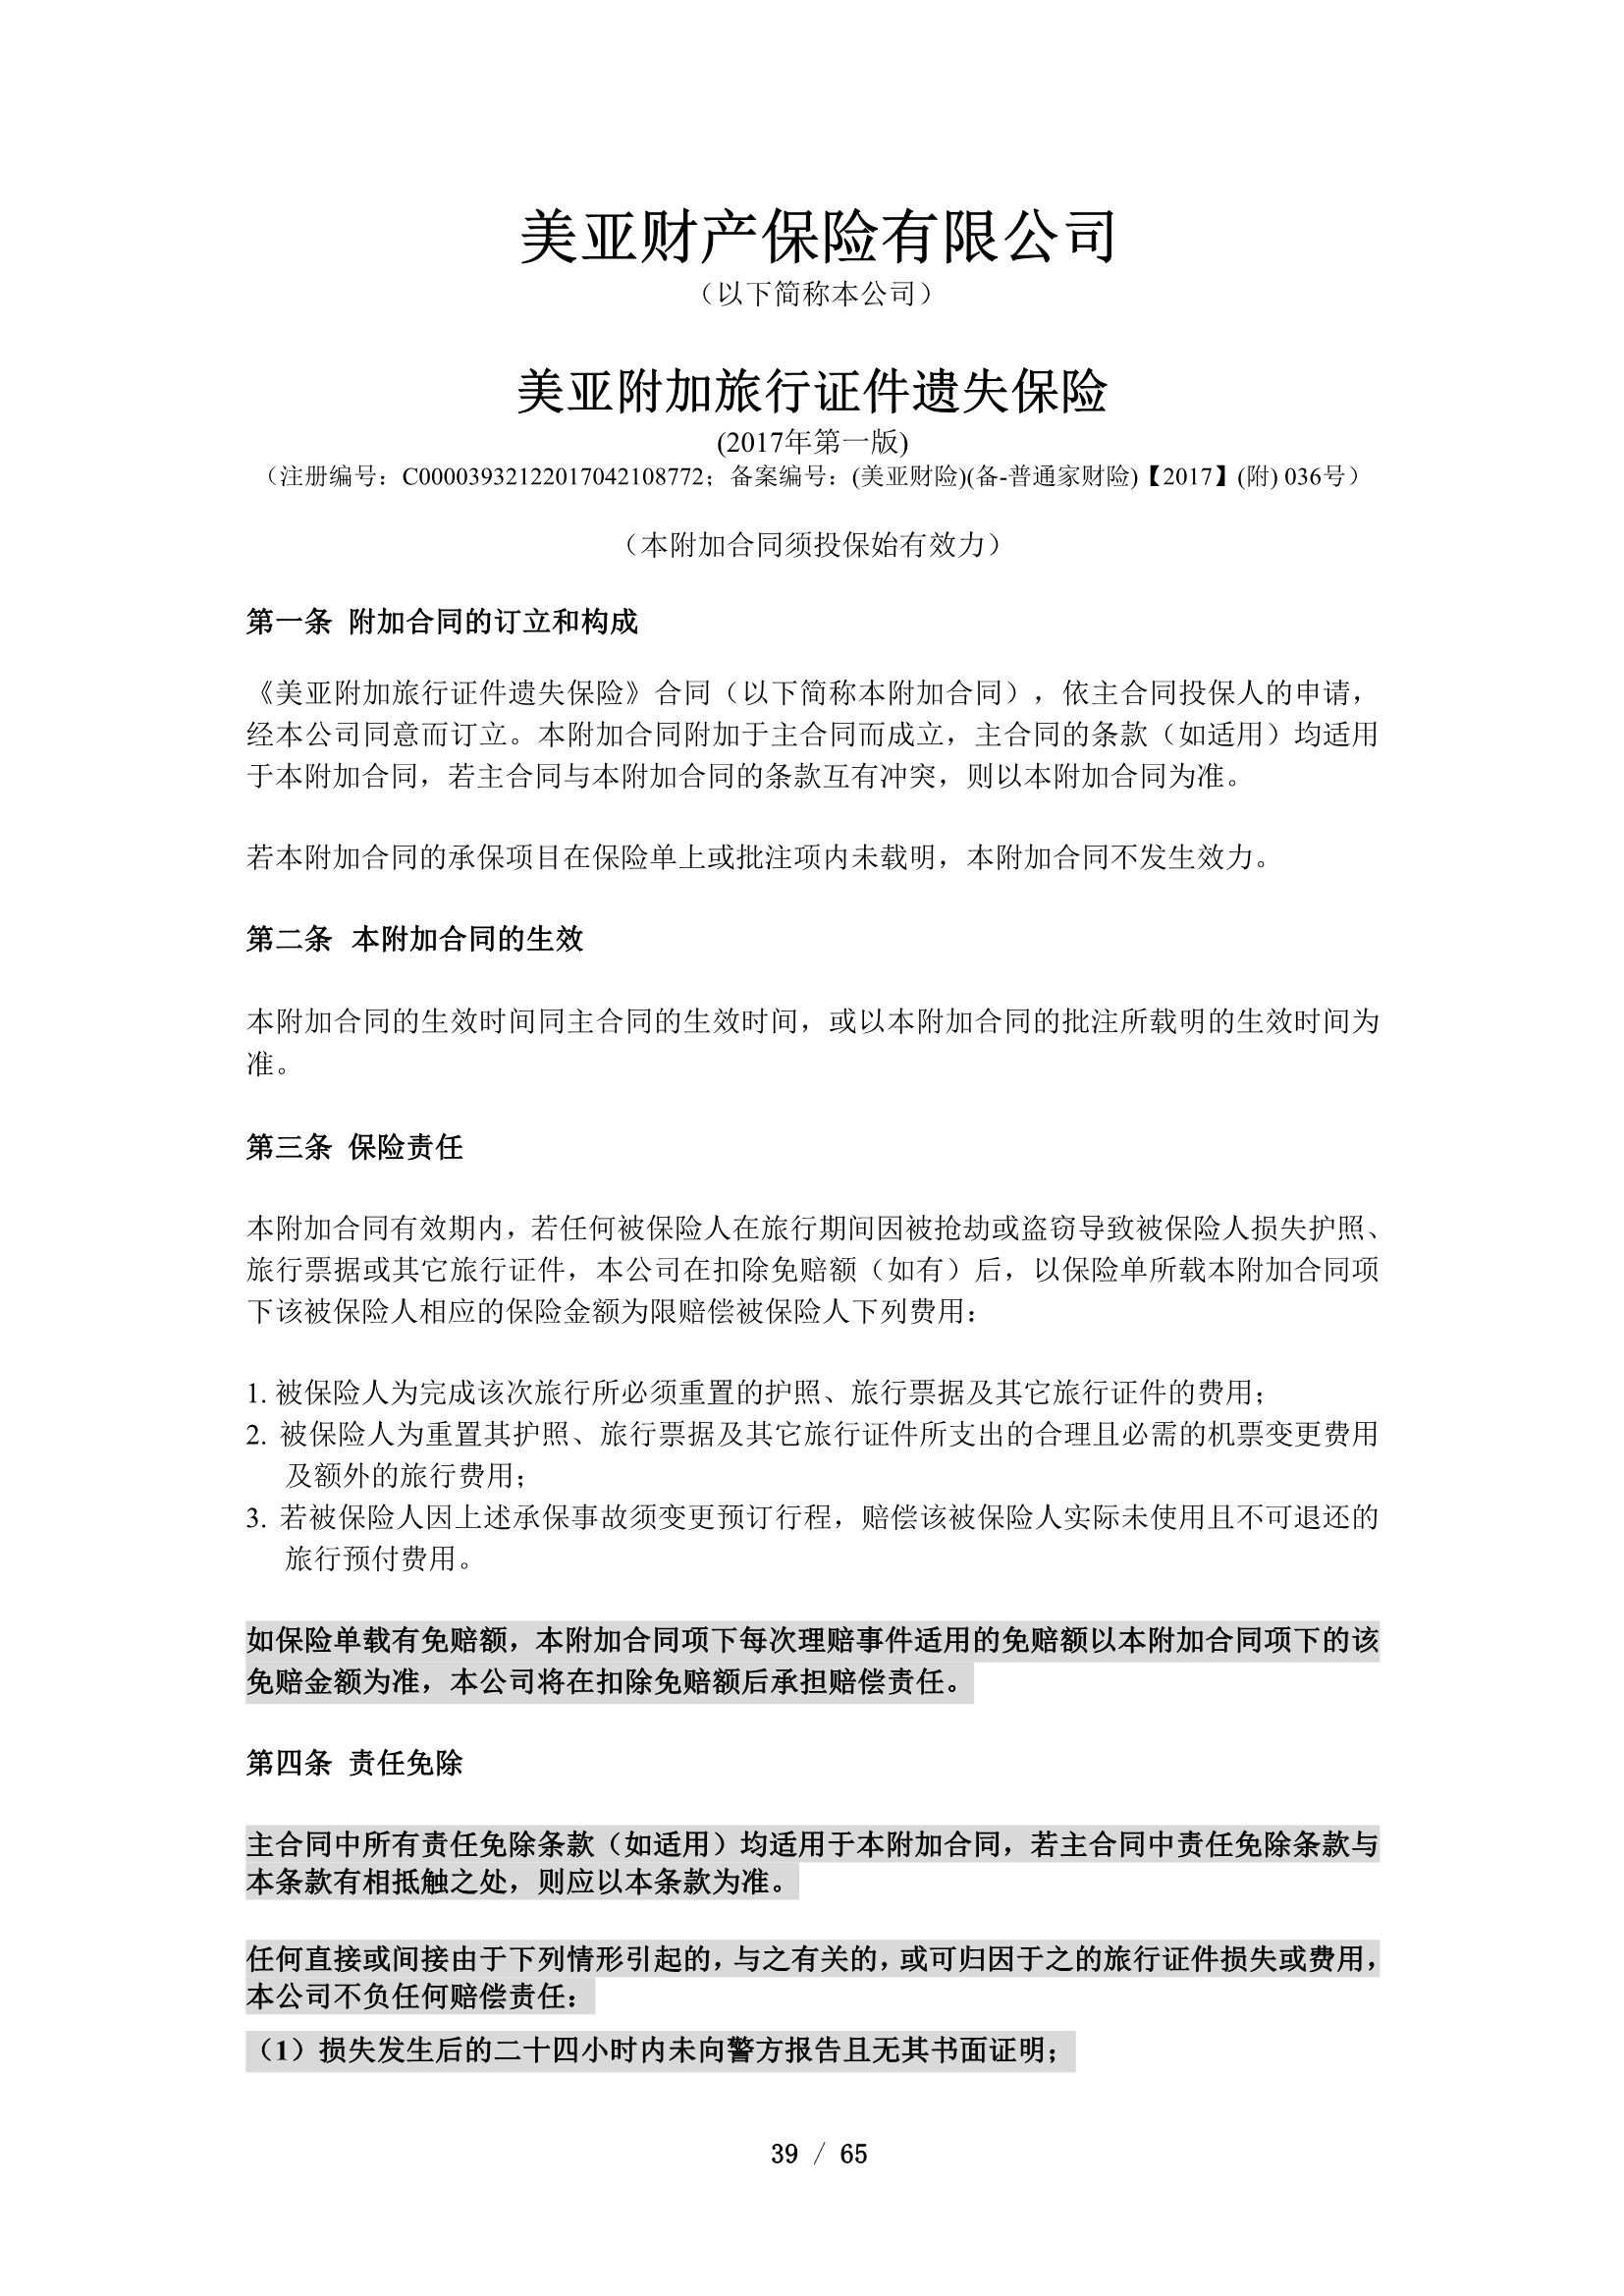 美亚财产保险有限公司
（以下简称本公司）
美亚附加旅行证件遗失保险
(2017年第一版)
（注册编号：C00003932122017042108772；备案编号：(美亚财险)(备-普通家财险)【2017】(附) 036号）
（本附加合同须投保始有效力）
第一条 附加合同的订立和构成
《美亚附加旅行证件遗失保险》合同（以下简称本附加合同），依主合同投保人的申请，
经本公司同意而订立。本附加合同附加于主合同而成立，主合同的条款（如适用）均适用
于本附加合同，若主合同与本附加合同的条款互有冲突，则以本附加合同为准。
若本附加合同的承保项目在保险单上或批注项内未载明，本附加合同不发生效力。
第二条 本附加合同的生效
本附加合同的生效时间同主合同的生效时间，或以本附加合同的批注所载明的生效时间为
准。
第三条 保险责任
本附加合同有效期内，若任何被保险人在旅行期间因被抢劫或盗窃导致被保险人损失护照、
旅行票据或其它旅行证件，本公司在扣除免赔额（如有）后，以保险单所载本附加合同项
下该被保险人相应的保险金额为限赔偿被保险人下列费用：
1. 被保险人为完成该次旅行所必须重置的护照、旅行票据及其它旅行证件的费用；
2. 被保险人为重置其护照、旅行票据及其它旅行证件所支出的合理且必需的机票变更费用
及额外的旅行费用；
3. 若被保险人因上述承保事故须变更预订行程，赔偿该被保险人实际未使用且不可退还的
旅行预付费用。
如保险单载有免赔额，本附加合同项下每次理赔事件适用的免赔额以本附加合同项下的该
免赔金额为准，本公司将在扣除免赔额后承担赔偿责任。
第四条 责任免除
主合同中所有责任免除条款（如适用）均适用于本附加合同，若主合同中责任免除条款与
本条款有相抵触之处，则应以本条款为准。
任何直接或间接由于下列情形引起的，与之有关的，或可归因于之的旅行证件损失或费用，
本公司不负任何赔偿责任：
（1）损失发生后的二十四小时内未向警方报告且无其书面证明；
39 / 65